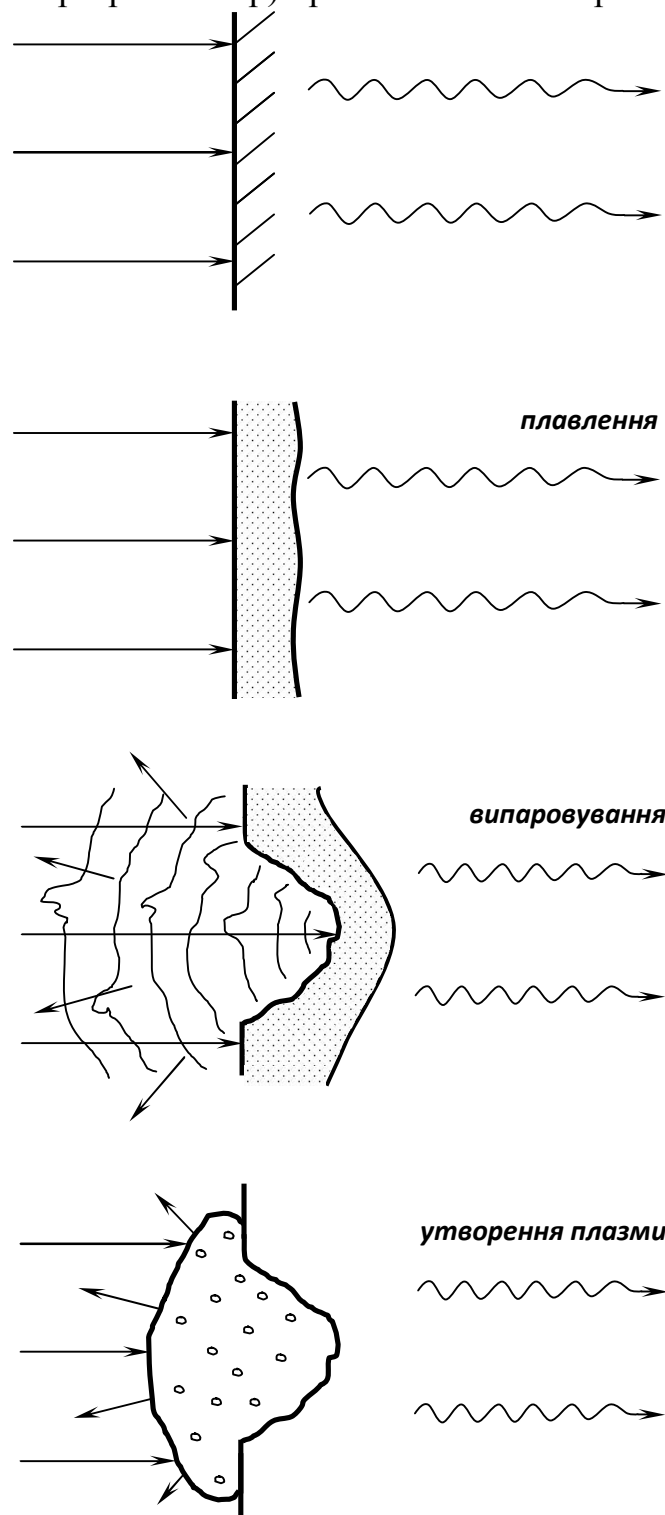 плавлення
випаровування
утворення плазми